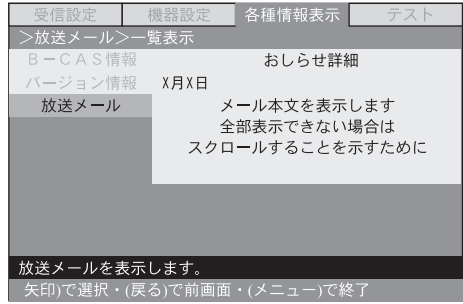 受信設定 機器設定 各種情報表示 テスト
>放送メール>一覧表示
B-CAS情報 おしらせ詳細
バージョン情報 X月X日
放送メール メール本文を表示します
全部表示できない場合は
スクロールすることを示すために
放送メールを表示します。
矢印)で選択・(戻る)で前画面・(メニュー)で終了